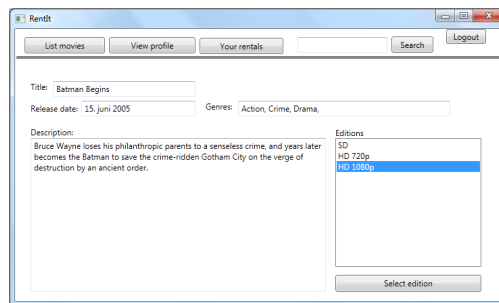 RentIt
List movies
View profile
Your rentals
Search
Logout
Title: Batman Begins
Release date: 15. juni 2005
Genres: Action, Crime, Drama,
Description:
Bruce Wayne loses his philanthropic parents to a senseless crime, and years later
becomes the Batman to save the crime-ridden Gotham City on the verge of
destruction by an ancient order.
Editions
SD
HD 720p
HD 1080p
Select edition